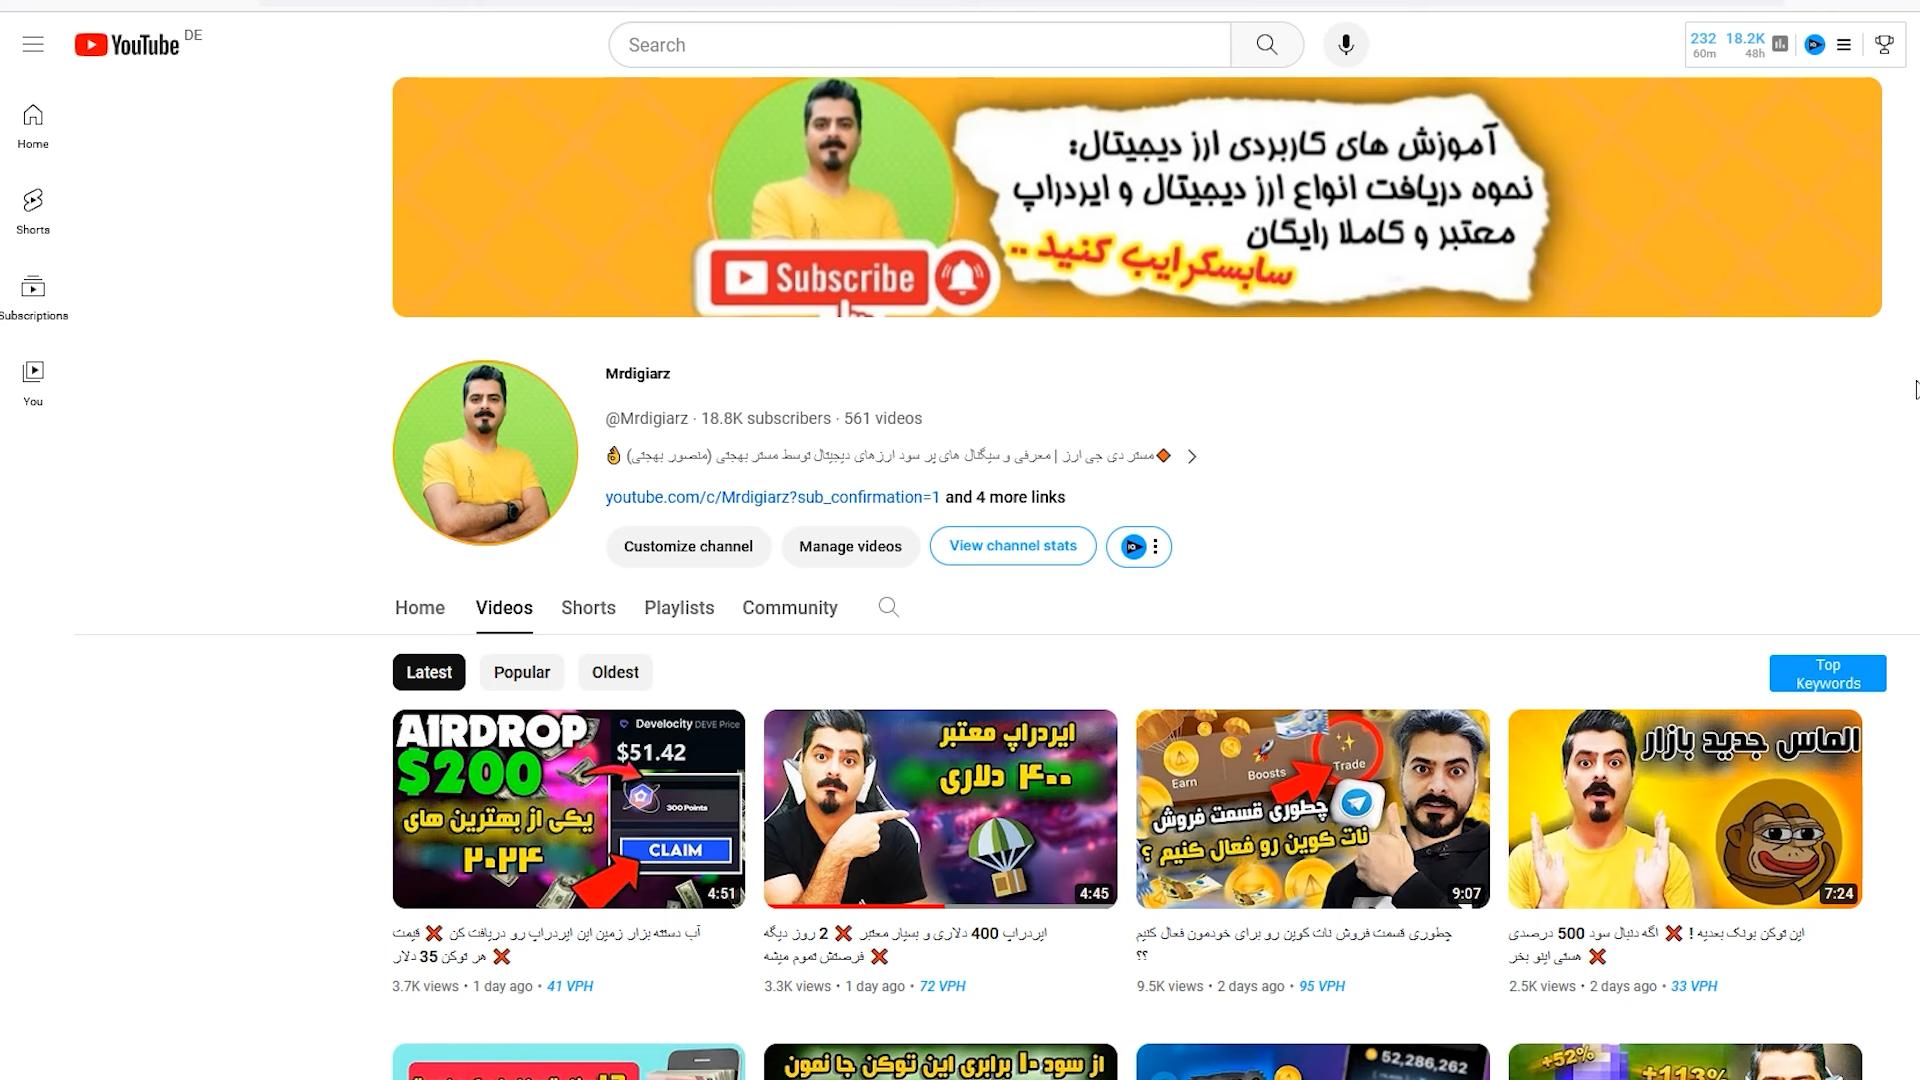 YouTube DE
Search
232 18.2K
60m 48h
Home
Shorts
Subscriptions
You
آموزش های کاربردی ارز دیجیتال:
نحوه دریافت انواع ارز دیجیتال و ایردراپ
معتبر و کاملا رایگان
سابسکرایب کنید ..
Subscribe
Mrdigiarz
@Mrdigiarz · 18.8K subscribers · 561 videos
🔶مستر دی جی ارز | معرفی و سیگنال های پر سود ارزهای دیجیتال توسط مستر بهجتی (منصور بهجتی) 👌
youtube.com/c/Mrdigiarz?sub_confirmation=1 and 4 more links
Customize channel
Manage videos
View channel stats
Home Videos Shorts Playlists Community
Latest Popular Oldest
Top
Keywords
AIRDROP
$200
یکی از بهترین های
۲۰۲۴
Develocity DEVE Price
$51.42
300 Points
CLAIM
4:51
ایردراپ معتبر
۴۰۰ دلاری
4:45
Earn
Boosts
Trade
چطوری قسمت فروش
نات کوین رو فعال کنیم ؟
9:07
الماس جدید بازار
7:24
آب دستته بزار زمین این ایردراپ رو دریافت کن ❌ قیمت
هر توکن 35 دلار ❌
3.7K views • 1 day ago • 41 VPH
ایردراپ 400 دلاری و بسیار معتبر ❌ 2 روز دیگه
فرصتش تموم میشه ❌
3.3K views • 1 day ago • 72 VPH
چطوری قسمت فروش نات کوین رو برای خودمون فعال کنیم
؟؟
9.5K views • 2 days ago • 95 VPH
این توکن بونک بعدیه ! ❌ اگه دنبال سود 500 درصدی
هستی اینو بخر ❌
2.5K views • 2 days ago • 33 VPH
از سود ۱۰ برابری این توکن جا نمون
52,286,262
+52%
+113%